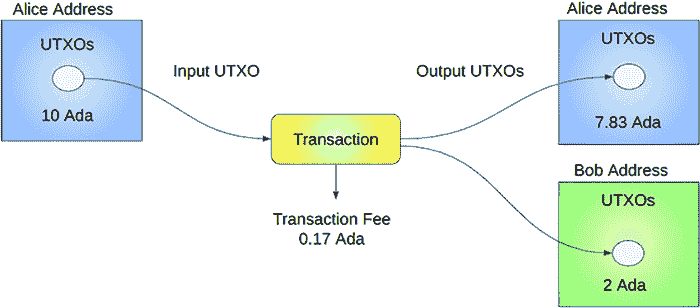 Alice Address
UTXOs
10 Ada
Input UTXO
Transaction
Transaction Fee
0.17 Ada
Output UTXOs
Alice Address
UTXOs
7.83 Ada
Bob Address
UTXOs
2 Ada